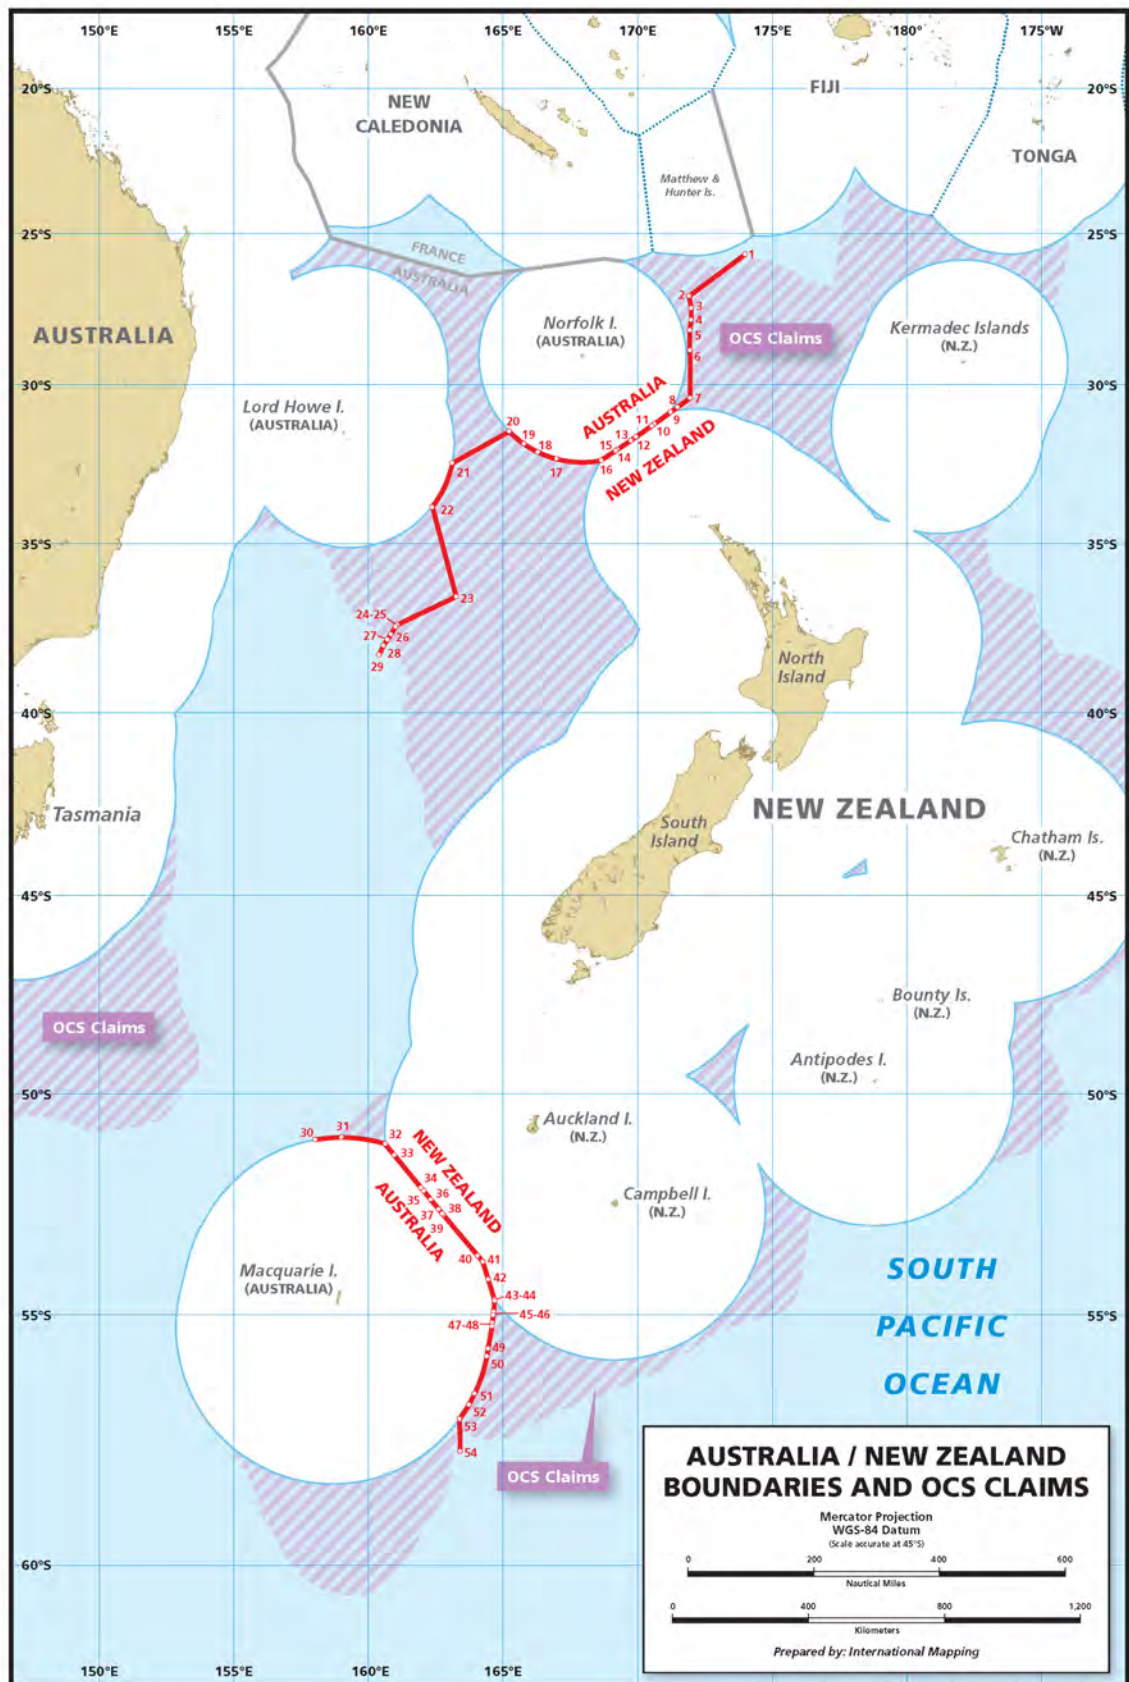 150°E 155°E 160°E 165°E 170°E 175°E 180°E 175°W
20°S 20°S
NEW
CALEDONIA
FIJI
TONGA
Matthew &
Hunter Is.
25°S 25°S
FRANCE
AUSTRALIA
1
2
3
4
5
6
7
8
9
10
11
12
13
14
15
16
17
18
19
20
21
22
23
24-25
26
27
28
29
AUSTRALIA
Norfolk I.
(AUSTRALIA)
OCS Claims
Kermadec Islands
(N.Z.)
30°S 30°S
Lord Howe I.
(AUSTRALIA)
AUSTRALIA
NEW ZEALAND
35°S 35°S
North
Island
40°S 40°S
Tasmania
South
Island
NEW ZEALAND
Chatham Is.
(N.Z.)
45°S 45°S
OCS Claims
Bounty Is.
(N.Z.)
Antipodes I.
(N.Z.)
50°S 50°S
Auckland I.
(N.Z.)
30
31
32
33
34
35
36
37
38
39
40
41
42
43-44
45-46
47-48
49
50
51
52
53
54
NEW ZEALAND
AUSTRALIA
Campbell I.
(N.Z.)
Macquarie I.
(AUSTRALIA)
SOUTH
PACIFIC
OCEAN
55°S 55°S
OCS Claims
60°S
AUSTRALIA / NEW ZEALAND
BOUNDARIES AND OCS CLAIMS
Mercator Projection
WGS-84 Datum
(Scale accurate at 45°S)
0 200 400 600
Nautical Miles
0 400 800 1,200
Kilometers
Prepared by: International Mapping
150°E 155°E 160°E 165°E